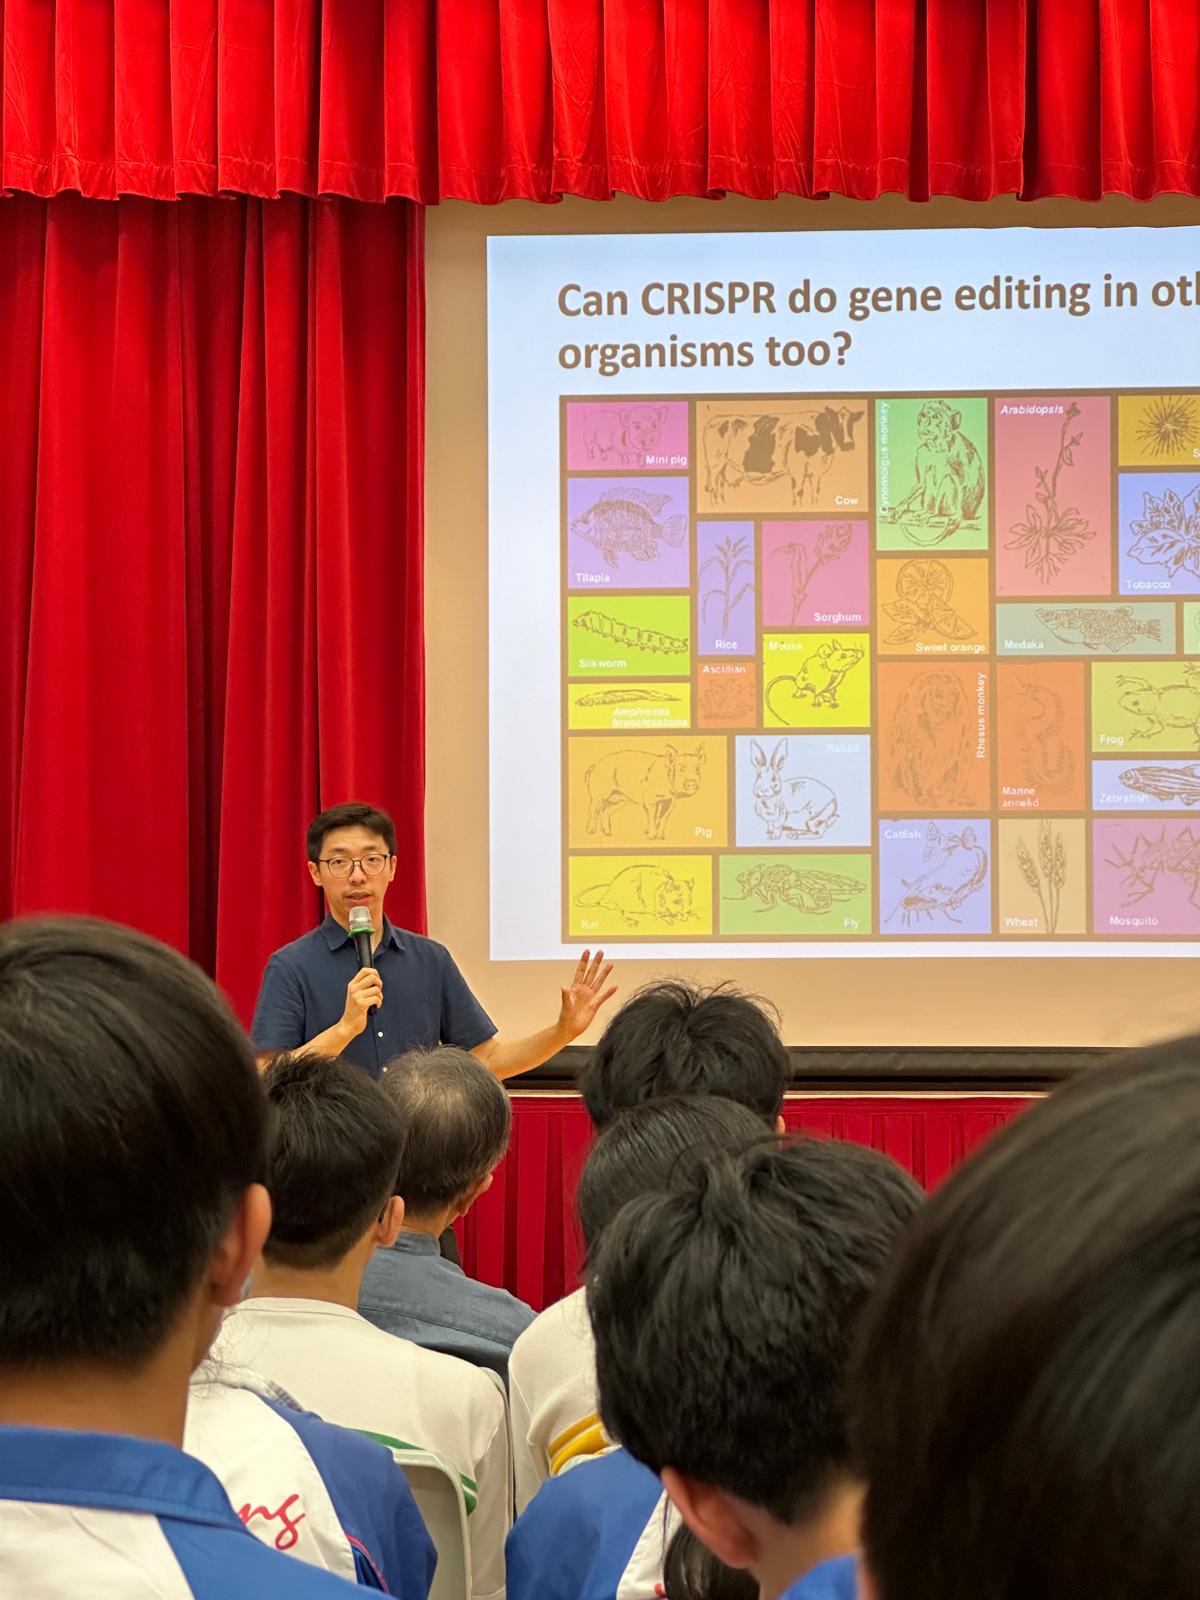 Can CRISPR do gene editing in oth
organisms too?
Mini pig
Cow
Cynomolgus monkey
Arabidopsis
S
Tilapia
Rice
Sorghum
Sweet orange
Tobacco
Medaka
Silkworm
Ascidian
Mouse
Amphioxus
branchiostoma
Rhesus monkey
Marine
annelid
Frog
Zebrafish
Pig
Rabbit
Catfish
Wheat
Mosquito
Rat
Fly
ng